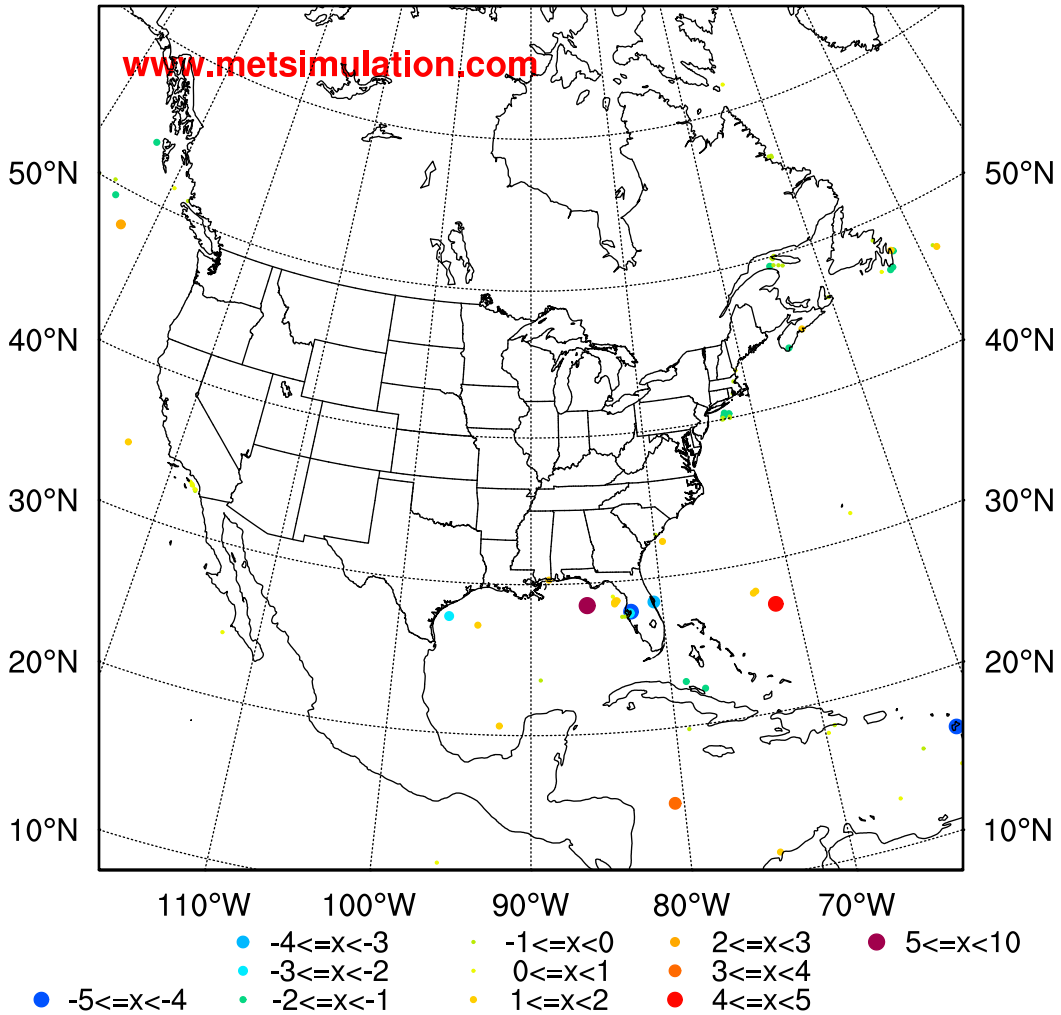 www.metsimulation.com
50°N 50°N
40°N 40°N
30°N 30°N
20°N 20°N
10°N 10°N
110°W 100°W 90°W 80°W 70°W
-4<=x<-3 -1<=x<0 2<=x<3 5<=x<10
-3<=x<-2 0<=x<1 3<=x<4
-5<=x<-4 -2<=x<-1 1<=x<2 4<=x<5